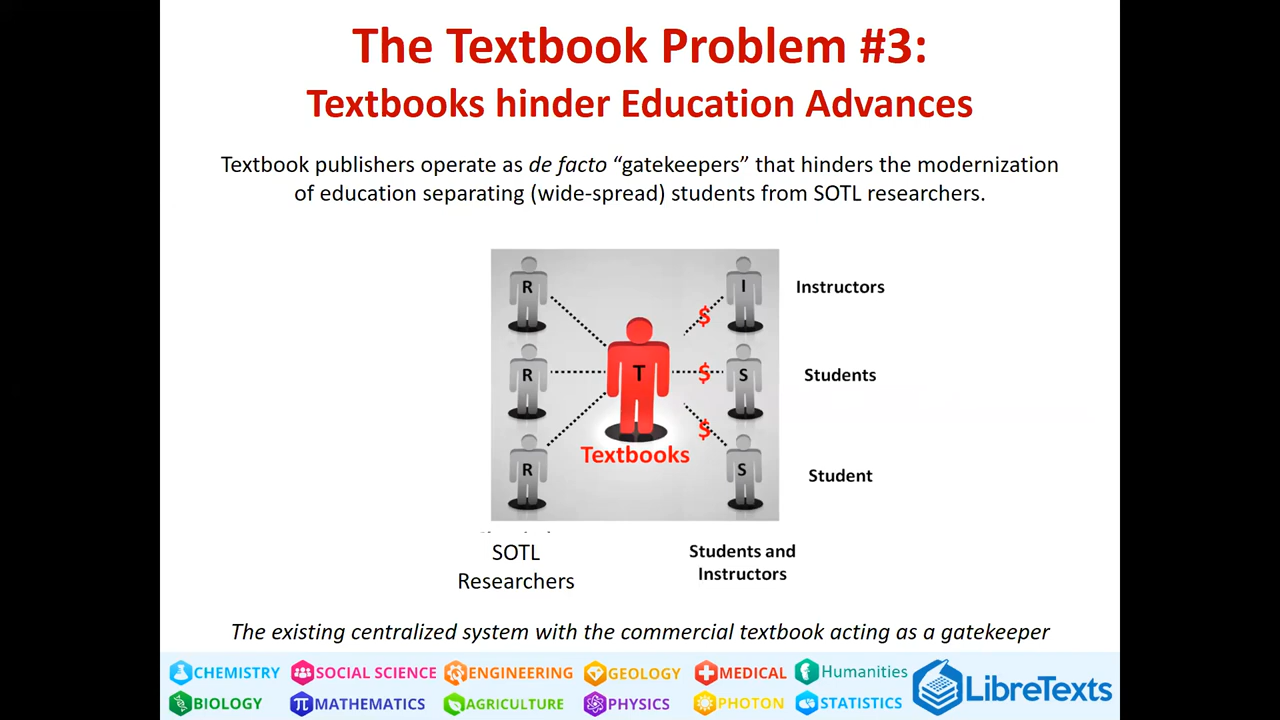 The Textbook Problem #3:
Textbooks hinder Education Advances
Textbook publishers operate as de facto “gatekeepers” that hinders the modernization
of education separating (wide-spread) students from SOTL researchers.
R
I
Instructors
$
R
T
$
S
Students
$
Textbooks
R
S
Student
SOTL
Researchers
Students and
Instructors
The existing centralized system with the commercial textbook acting as a gatekeeper
CHEMISTRY
SOCIAL SCIENCE
ENGINEERING
GEOLOGY
MEDICAL
Humanities
BIOLOGY
MATHEMATICS
AGRICULTURE
PHYSICS
PHOTON
STATISTICS
LibreTexts